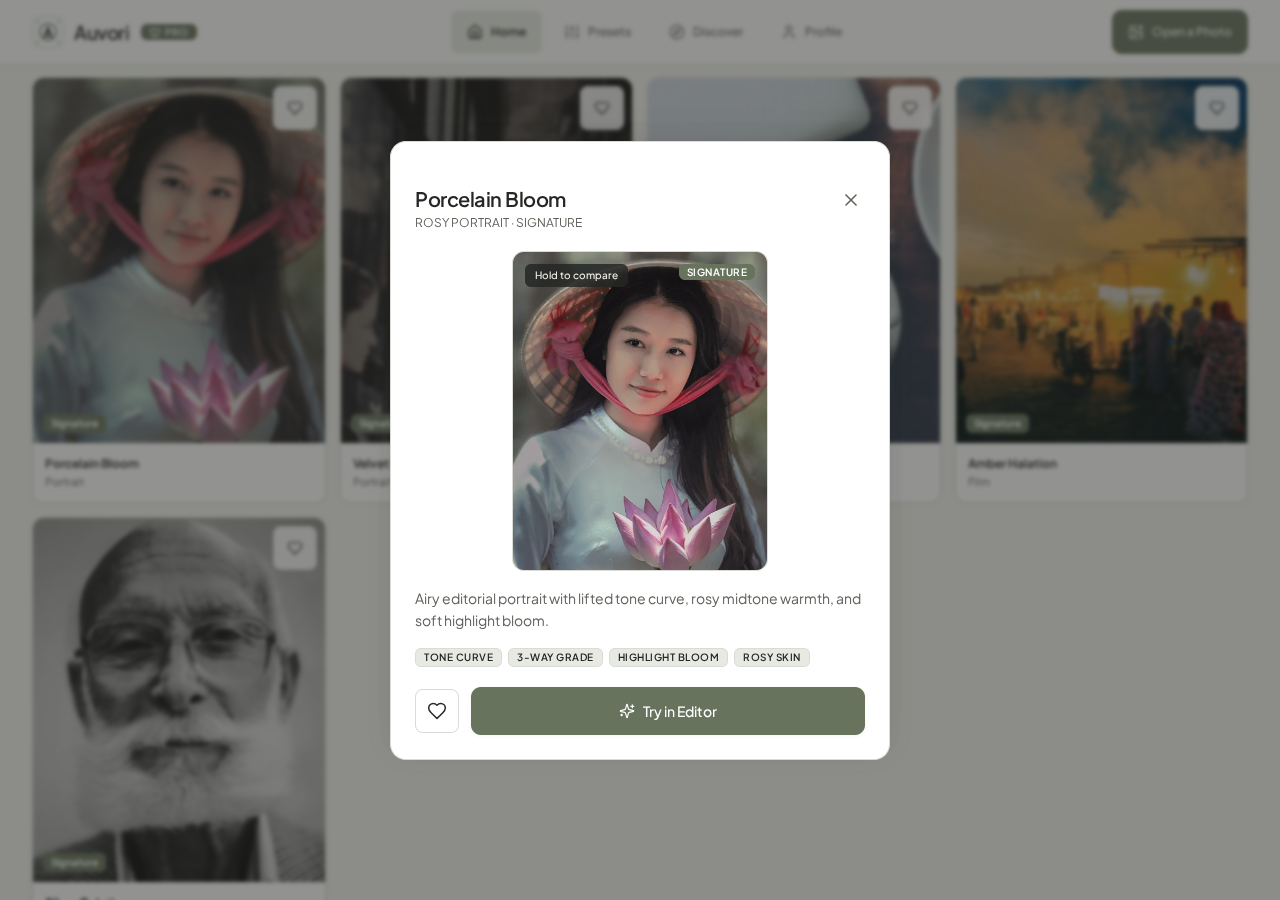 Auvori
PRO
Home
Presets
Discover
Profile
Open a Photo
Porcelain Bloom
ROSY PORTRAIT · SIGNATURE
Hold to compare
SIGNATURE
Airy editorial portrait with lifted tone curve, rosy midtone warmth, and
soft highlight bloom.
TONE CURVE
3-WAY GRADE
HIGHLIGHT BLOOM
ROSY SKIN
Try in Editor
Signature
Signature
Porcelain Bloom
Portrait
Velvet
Amber Halation
Film
Signature